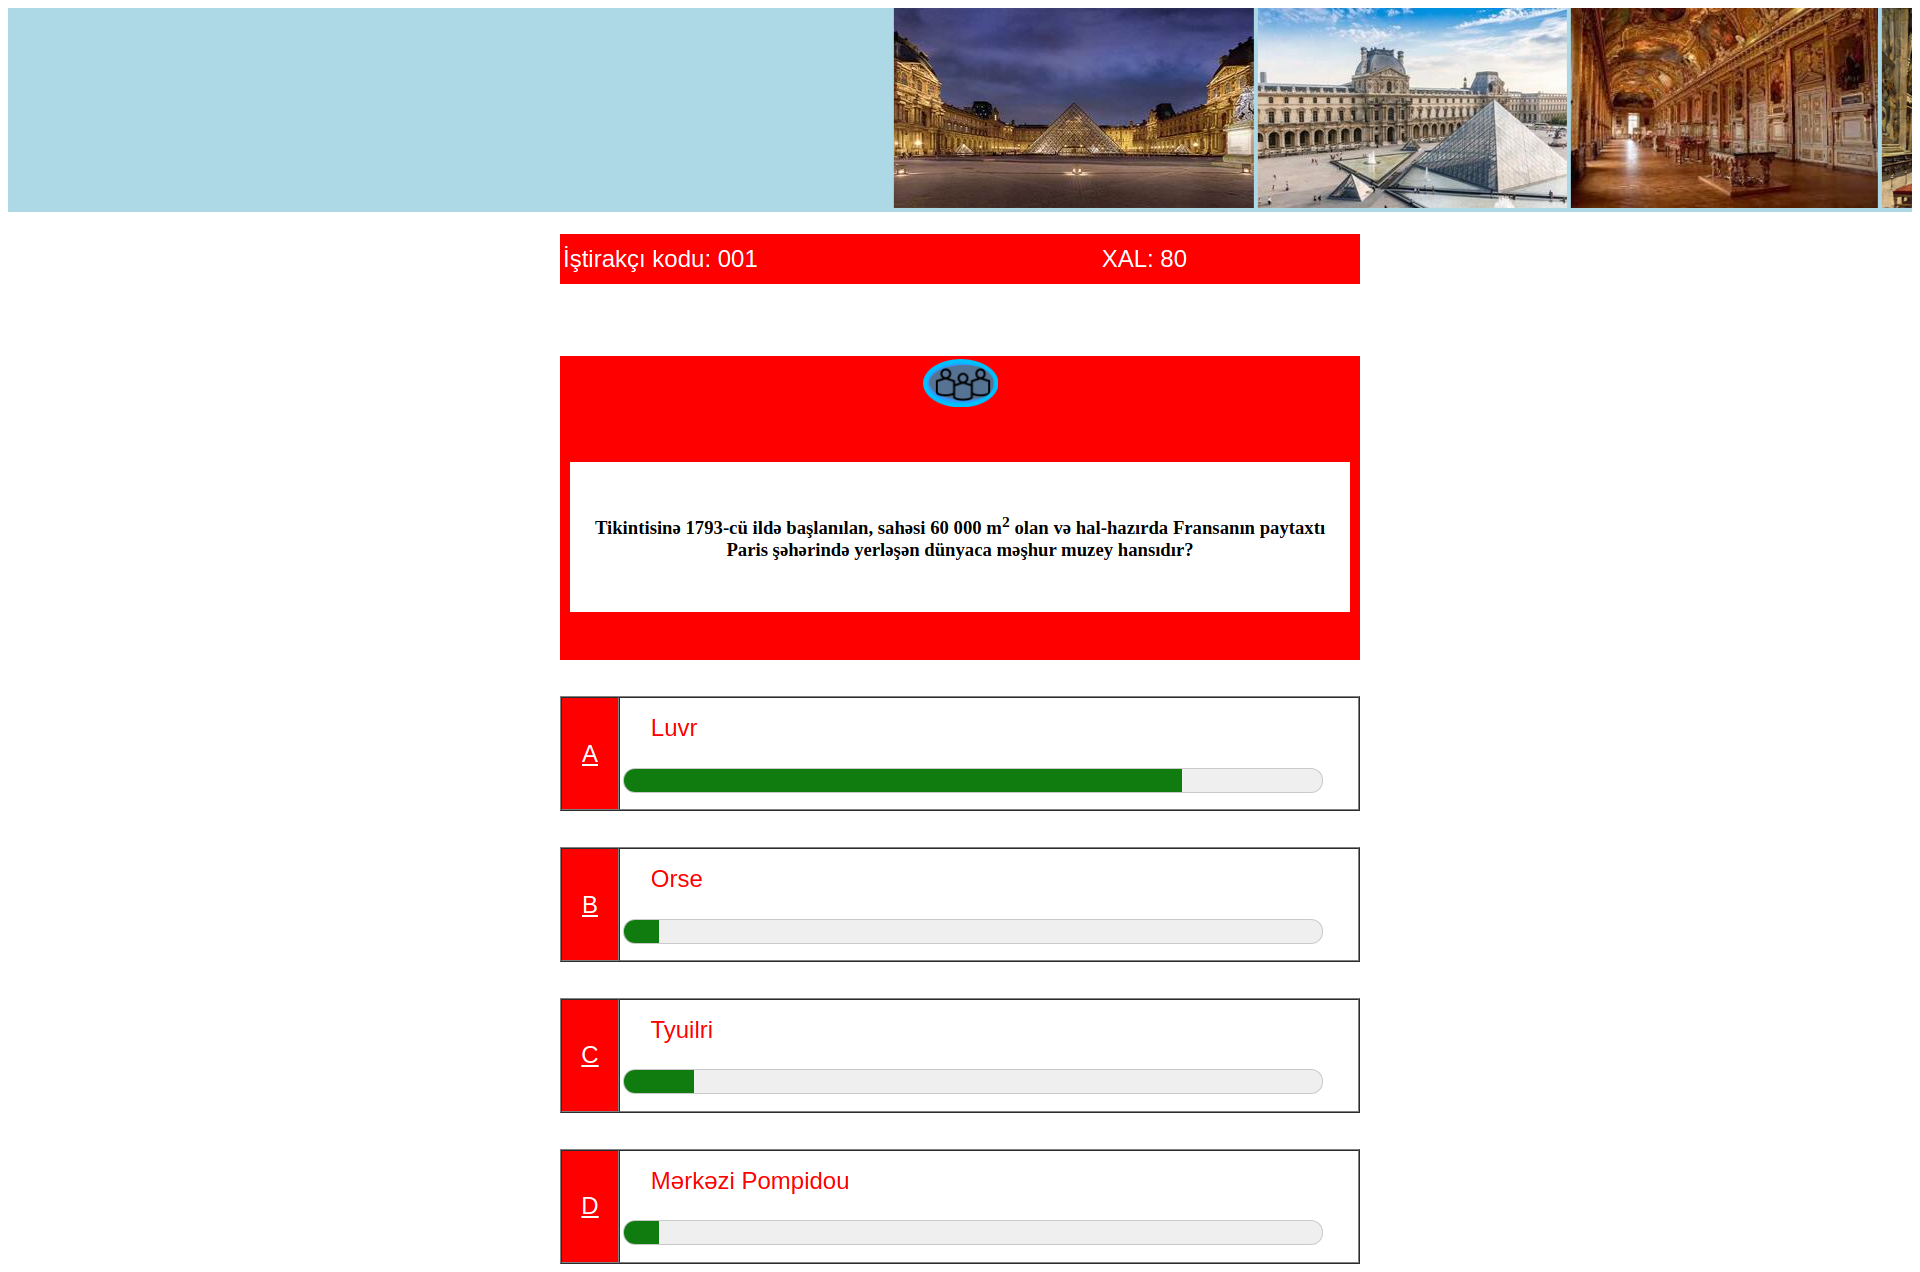 İştirakçı kodu: 001 XAL: 80
Tikintisinə 1793-cü ildə başlanılan, sahəsi 60 000 m² olan və hal-hazırda Fransanın paytaxtı
Paris şəhərində yerləşən dünyaca məşhur muzey hansıdır?
A Luvr
B Orse
C Tyuilri
D Mərkəzi Pompidou